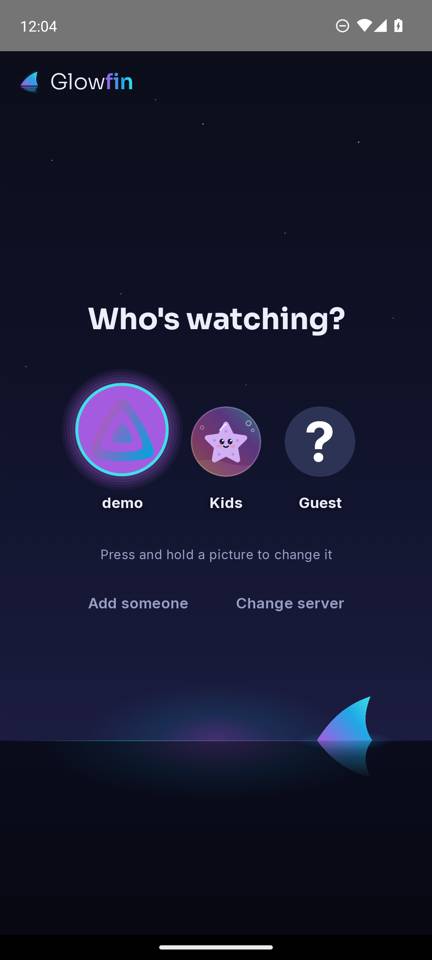 12:04
Glowfin
Who's watching?
?
demo
Kids
Guest
Press and hold a picture to change it
Add someone
Change server